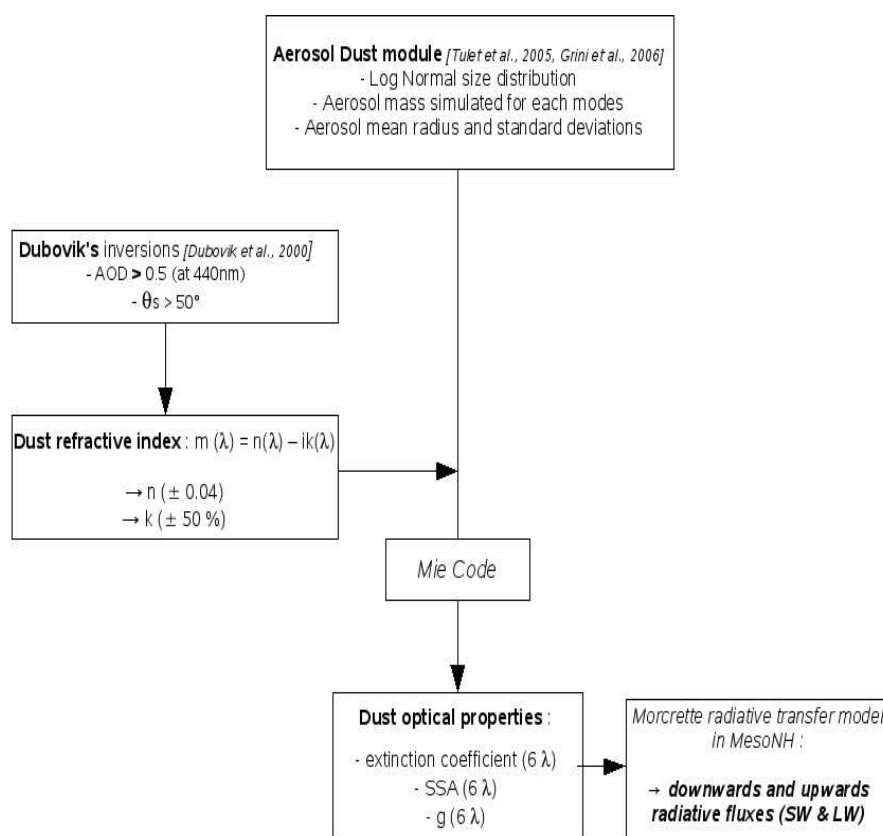 Aerosol Dust module [Tulet et al., 2005, Grini et al., 2006]
- Log Normal size distribution
- Aerosol mass simulated for each modes
- Aerosol mean radius and standard deviations
Dubovik's inversions [Dubovik et al., 2000]
- AOD > 0.5 (at 440nm)
- θs > 50°
Dust refractive index : m (λ) = n(λ) – ik(λ)
→ n (± 0.04)
→ k (± 50 %)
Mie Code
Dust optical properties :
- extinction coefficient (6 λ)
- SSA (6 λ)
- g (6 λ)
Morcrette radiative transfer model
in MesoNH :
→ downwards and upwards
radiative fluxes (SW & LW)